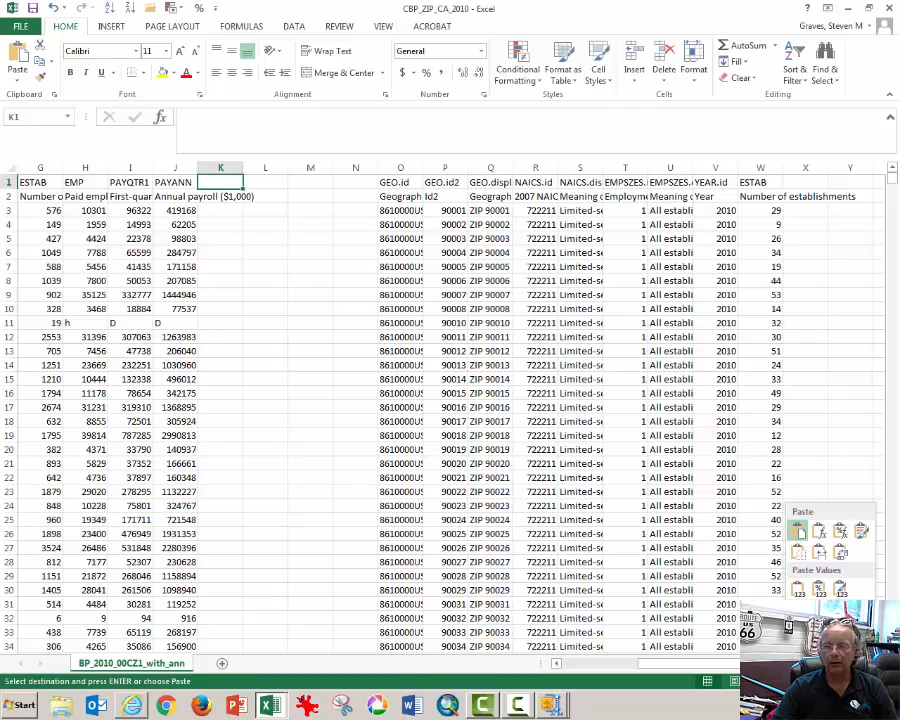 CBP_ZIP_CA_2010 - Excel
FILE HOME INSERT PAGE LAYOUT FORMULAS DATA REVIEW VIEW ACROBAT Graves, Steven M
Calibri 11 Wrap Text General AutoSum
Paste Merge & Center Conditional Formatting Format as Table Cell Styles Insert Delete Format Fill Clear Sort & Filter Find & Select
Clipboard Font Alignment Number Styles Cells Editing
K1
G H I J K L M N O P Q R S T U V W X Y
1 ESTAB EMP PAYQTR1 PAYANN GEO.id GEO.id2 GEO.displ NAICS.id NAICS.dis EMPSZES. EMPSZES. YEAR.id ESTAB
2 Number o Paid emplo First-quar Annual payroll ($1,000) Geograph Id2 Geograph 2007 NAIC Meaning o Employme Meaning o Year Number of establishments
3 576 10301 96322 419168 8610000US 90001 ZIP 90001 722211 Limited-se 1 All establi 2010 29
4 149 1959 14993 62205 8610000US 90002 ZIP 90002 722211 Limited-se 1 All establi 2010 9
5 427 4424 22378 98803 8610000US 90003 ZIP 90003 722211 Limited-se 1 All establi 2010 26
6 1049 7788 65599 284797 8610000US 90004 ZIP 90004 722211 Limited-se 1 All establi 2010 34
7 588 5456 41435 171158 8610000US 90005 ZIP 90005 722211 Limited-se 1 All establi 2010 19
8 1039 7800 50053 207085 8610000US 90006 ZIP 90006 722211 Limited-se 1 All establi 2010 44
9 902 35125 332777 1444946 8610000US 90007 ZIP 90007 722211 Limited-se 1 All establi 2010 53
10 328 3468 18884 77537 8610000US 90008 ZIP 90008 722211 Limited-se 1 All establi 2010 14
11 19 h D D 8610000US 90010 ZIP 90010 722211 Limited-se 1 All establi 2010 32
12 2553 31396 307063 1263983 8610000US 90011 ZIP 90011 722211 Limited-se 1 All establi 2010 30
13 705 7456 47738 206040 8610000US 90012 ZIP 90012 722211 Limited-se 1 All establi 2010 51
14 1251 23669 232251 1030960 8610000US 90013 ZIP 90013 722211 Limited-se 1 All establi 2010 24
15 1210 10444 132338 496012 8610000US 90014 ZIP 90014 722211 Limited-se 1 All establi 2010 33
16 1794 11178 78654 342175 8610000US 90015 ZIP 90015 722211 Limited-se 1 All establi 2010 49
17 2674 31231 319310 1368895 8610000US 90016 ZIP 90016 722211 Limited-se 1 All establi 2010 29
18 632 8855 72501 305924 8610000US 90017 ZIP 90017 722211 Limited-se 1 All establi 2010 34
19 1795 39814 787285 2990813 8610000US 90018 ZIP 90018 722211 Limited-se 1 All establi 2010 12
20 382 4371 33713 139990 8610000US 90019 ZIP 90019 722211 Limited-se 1 All establi 2010 28
21 893 5829 37352 166661 8610000US 90020 ZIP 90020 722211 Limited-se 1 All establi 2010 22
22 642 4736 37897 160348 8610000US 90021 ZIP 90021 722211 Limited-se 1 All establi 2010 16
23 1879 29020 278295 1132227 8610000US 90022 ZIP 90022 722211 Limited-se 1 All establi 2010 52
24 848 10228 75801 324767 8610000US 90023 ZIP 90023 722211 Limited-se 1 All establi 2010 22
25 960 19349 171711 721548 8610000US 90024 ZIP 90024 722211 Limited-se 1 All establi 2010 40
26 1898 23400 476949 1931353 8610000US 90025 ZIP 90025 722211 Limited-se 1 All establi 2010 52
27 3524 26486 531848 2280396 8610000US 90026 ZIP 90026 722211 Limited-se 1 All establi 2010 37
28 812 7177 52307 230628 8610000US 90027 ZIP 90027 722211 Limited-se 1 All establi 2010 46
29 1151 21872 268046 1158894 8610000US 90028 ZIP 90028 722211 Limited-se 1 All establi 2010 62
30 1405 28041 261506 1098940 8610000US 90029 ZIP 90029 722211 Limited-se 1 All establi 2010 33
31 514 4484 30281 119252 8610000US 90031 ZIP 90031 722211 Limited-se 1 All establi 2010
32 6 9 94 916 8610000US 90032 ZIP 90032 722211 Limited-se 1 All establi 2010
33 438 7739 65119 268197 8610000US 90033 ZIP 90033 722211 Limited-se 1 All establi 2010
34 306 4265 35086 156900 8610000US 90034 ZIP 90034 722211 Limited-se 1 All establi 2010
Paste
Paste Values
BP_2010_00CZ1_with_ann
Select destination and press ENTER or choose Paste
Start
ROUTE
US
66